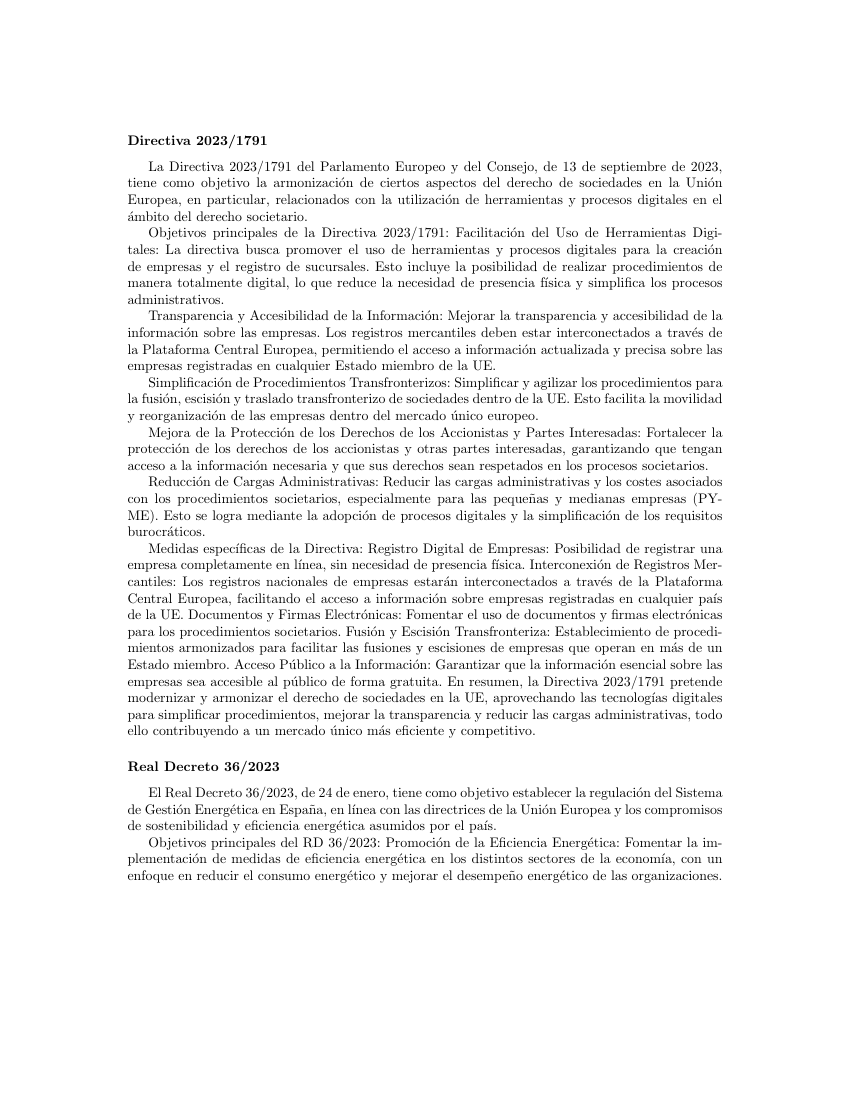 Directiva 2023/1791
La Directiva 2023/1791 del Parlamento Europeo y del Consejo, de 13 de septiembre de 2023,
tiene como objetivo la armonización de ciertos aspectos del derecho de sociedades en la Unión
Europea, en particular, relacionados con la utilización de herramientas y procesos digitales en el
ámbito del derecho societario.
Objetivos principales de la Directiva 2023/1791: Facilitación del Uso de Herramientas Digi-
tales: La directiva busca promover el uso de herramientas y procesos digitales para la creación
de empresas y el registro de sucursales. Esto incluye la posibilidad de realizar procedimientos de
manera totalmente digital, lo que reduce la necesidad de presencia física y simplifica los procesos
administrativos.
Transparencia y Accesibilidad de la Información: Mejorar la transparencia y accesibilidad de la
información sobre las empresas. Los registros mercantiles deben estar interconectados a través de
la Plataforma Central Europea, permitiendo el acceso a información actualizada y precisa sobre las
empresas registradas en cualquier Estado miembro de la UE.
Simplificación de Procedimientos Transfronterizos: Simplificar y agilizar los procedimientos para
la fusión, escisión y traslado transfronterizo de sociedades dentro de la UE. Esto facilita la movilidad
y reorganización de las empresas dentro del mercado único europeo.
Mejora de la Protección de los Derechos de los Accionistas y Partes Interesadas: Fortalecer la
protección de los derechos de los accionistas y otras partes interesadas, garantizando que tengan
acceso a la información necesaria y que sus derechos sean respetados en los procesos societarios.
Reducción de Cargas Administrativas: Reducir las cargas administrativas y los costes asociados
con los procedimientos societarios, especialmente para las pequeñas y medianas empresas (PY-
ME). Esto se logra mediante la adopción de procesos digitales y la simplificación de los requisitos
burocráticos.
Medidas específicas de la Directiva: Registro Digital de Empresas: Posibilidad de registrar una
empresa completamente en línea, sin necesidad de presencia física. Interconexión de Registros Mer-
cantiles: Los registros nacionales de empresas estarán interconectados a través de la Plataforma
Central Europea, facilitando el acceso a información sobre empresas registradas en cualquier país
de la UE. Documentos y Firmas Electrónicas: Fomentar el uso de documentos y firmas electrónicas
para los procedimientos societarios. Fusión y Escisión Transfronteriza: Establecimiento de procedi-
mientos armonizados para facilitar las fusiones y escisiones de empresas que operan en más de un
Estado miembro. Acceso Público a la Información: Garantizar que la información esencial sobre las
empresas sea accesible al público de forma gratuita. En resumen, la Directiva 2023/1791 pretende
modernizar y armonizar el derecho de sociedades en la UE, aprovechando las tecnologías digitales
para simplificar procedimientos, mejorar la transparencia y reducir las cargas administrativas, todo
ello contribuyendo a un mercado único más eficiente y competitivo.
Real Decreto 36/2023
El Real Decreto 36/2023, de 24 de enero, tiene como objetivo establecer la regulación del Sistema
de Gestión Energética en España, en línea con las directrices de la Unión Europea y los compromisos
de sostenibilidad y eficiencia energética asumidos por el país.
Objetivos principales del RD 36/2023: Promoción de la Eficiencia Energética: Fomentar la im-
plementación de medidas de eficiencia energética en los distintos sectores de la economía, con un
enfoque en reducir el consumo energético y mejorar el desempeño energético de las organizaciones.